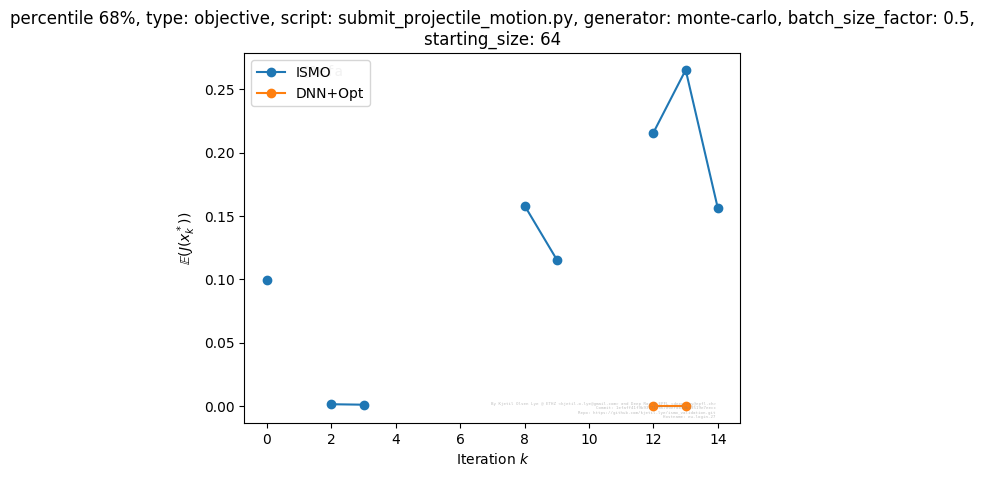 percentile 68%, type: objective, script: submit_projectile_motion.py, generator: monte-carlo, batch_size_factor: 0.5,
starting_size: 64
ISMO
DNN+Opt
0.25
0.20
0.15
0.10
0.05
0.00
𝔼(J(x_k^*))
0 2 4 6 8 10 12 14
Iteration k